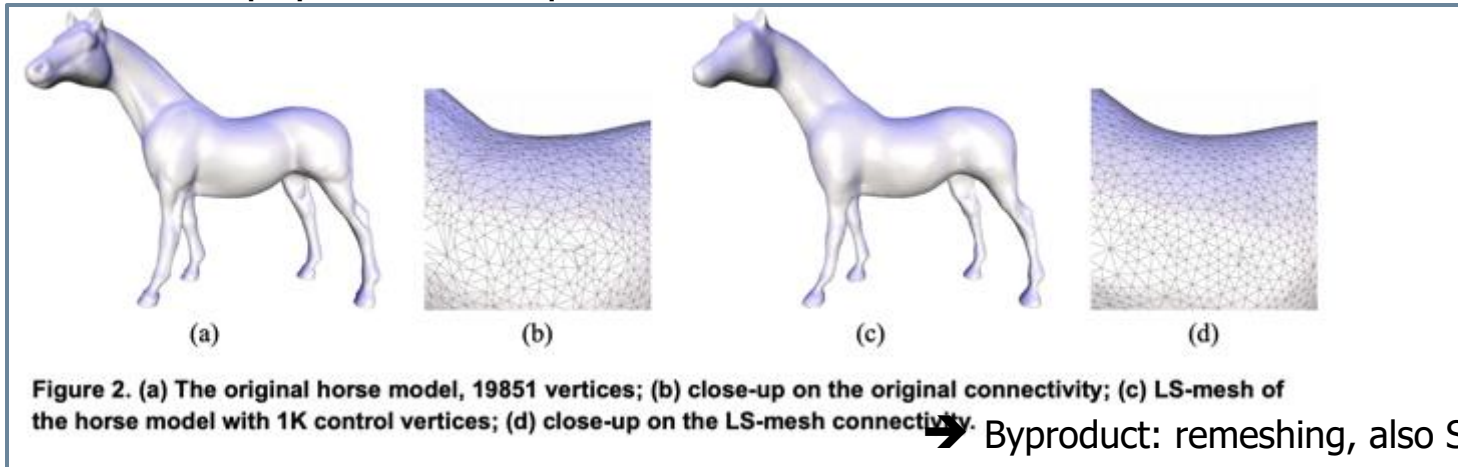 (a)
(b)
(c)
(d)
Figure 2. (a) The original horse model, 19851 vertices; (b) close-up on the original connectivity; (c) LS-mesh of
the horse model with 1K control vertices; (d) close-up on the LS-mesh connectivity.
➔ Byproduct: remeshing, also S